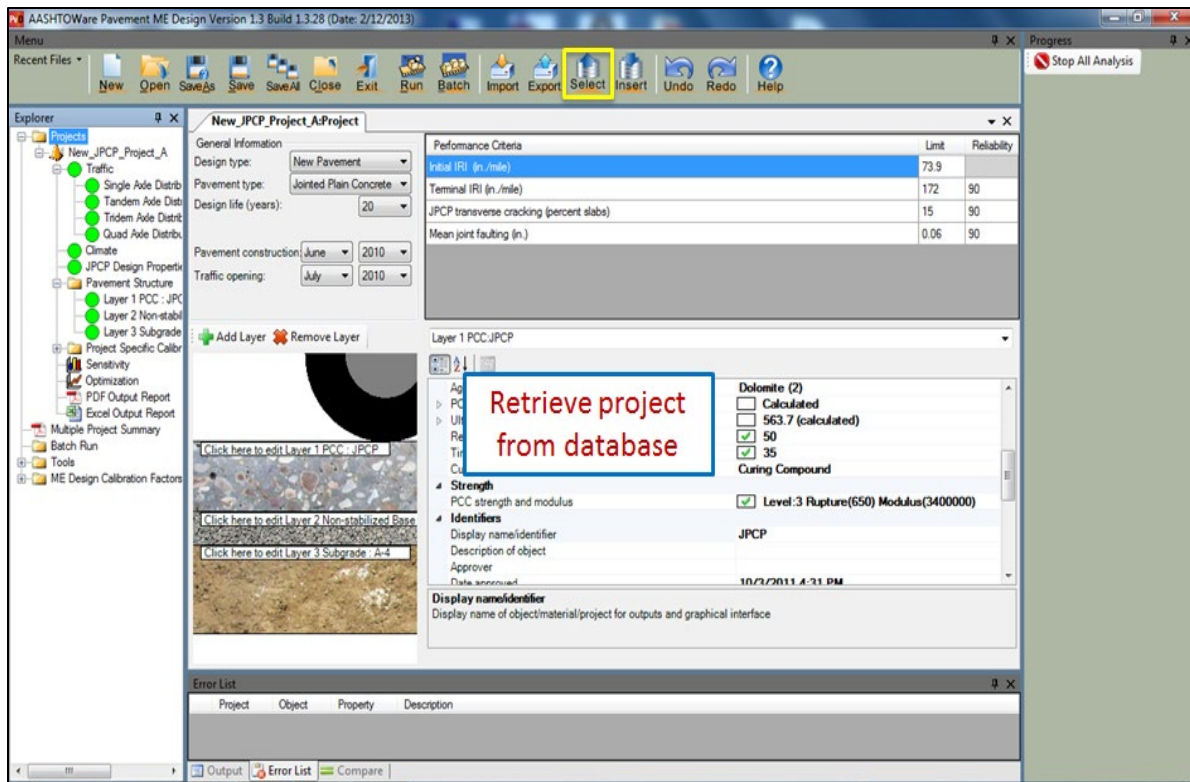 AASHTOWare Pavement ME Design Version 1.3 Build 1.3.28 (Date: 2/12/2013)
Menu
Recent Files
New Open SaveAs Save SaveAll Close Exit Run Batch Import Export Select Insert Undo Redo Help
Progress
Stop All Analysis
Explorer
Projects
New_JPCP_Project_A
Traffic
Single Axle Distrib
Tandem Axle Distr
Tridem Axle Distrib
Quad Axle Distribu
Climate
JPCP Design Propertie
Pavement Structure
Layer 1 PCC : JPC
Layer 2 Non-stabil
Layer 3 Subgrade
Project Specific Calibr
Sensitivity
Optimization
PDF Output Report
Excel Output Report
Multiple Project Summary
Batch Run
Tools
ME Design Calibration Factors
New_JPCP_Project_A:Project
General Information
Design type: New Pavement
Pavement type: Jointed Plain Concrete
Design life (years): 20
Pavement construction: June 2010
Traffic opening: July 2010
Performance Criteria Limit Reliability
Initial IRI (in./mile) 73.9
Terminal IRI (in./mile) 172 90
JPCP transverse cracking (percent slabs) 15 90
Mean joint faulting (in.) 0.06 90
Add Layer Remove Layer
Click here to edit Layer 1 PCC : JPCP
Click here to edit Layer 2 Non-stabilized Base
Click here to edit Layer 3 Subgrade : A-4
Layer 1 PCC:JPCP
Retrieve project
from database
Ag Dolomite (2)
PC Calculated
Ult 563.7 (calculated)
Re 50
Tim 35
Cu Curing Compound
Strength
PCC strength and modulus Level:3 Rupture(650) Modulus(3400000)
Identifiers
Display name/identifier JPCP
Description of object
Approver
Date approved 10/3/2011 4:31 PM
Display name/identifier
Display name of object/material/project for outputs and graphical interface
Error List
Project Object Property Description
Output Error List Compare